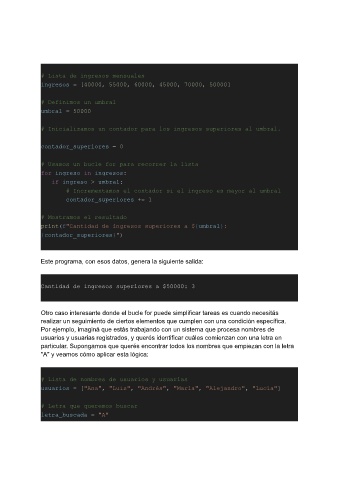 # Lista de ingresos mensuales
ingresos = [40000, 55000, 60000, 45000, 70000, 50000]
# Definimos un umbral
umbral = 50000
# Inicializamos un contador para los ingresos superiores al umbral.
contador_superiores = 0
# Usamos un bucle for para recorrer la lista
for ingreso in ingresos:
if ingreso > umbral:
# Incrementamos el contador si el ingreso es mayor al umbral
contador_superiores += 1
# Mostramos el resultado
print(f"Cantidad de ingresos superiores a ${umbral}:
{contador_superiores}")
Este programa, con esos datos, genera la siguiente salida:
Cantidad de ingresos superiores a $50000: 3
Otro caso interesante donde el bucle for puede simplificar tareas es cuando necesitás
realizar un seguimiento de ciertos elementos que cumplen con una condición específica.
Por ejemplo, imaginá que estás trabajando con un sistema que procesa nombres de
usuarios y usuarias registrados, y querés identificar cuáles comienzan con una letra en
particular. Supongamos que querés encontrar todos los nombres que empiezan con la letra
"A" y veamos cómo aplicar esta lógica:
# Lista de nombres de usuarios y usuarias
usuarios = ["Ana", "Luis", "Andrés", "María", "Alejandro", "Lucía"]
# Letra que queremos buscar
letra_buscada = "A"